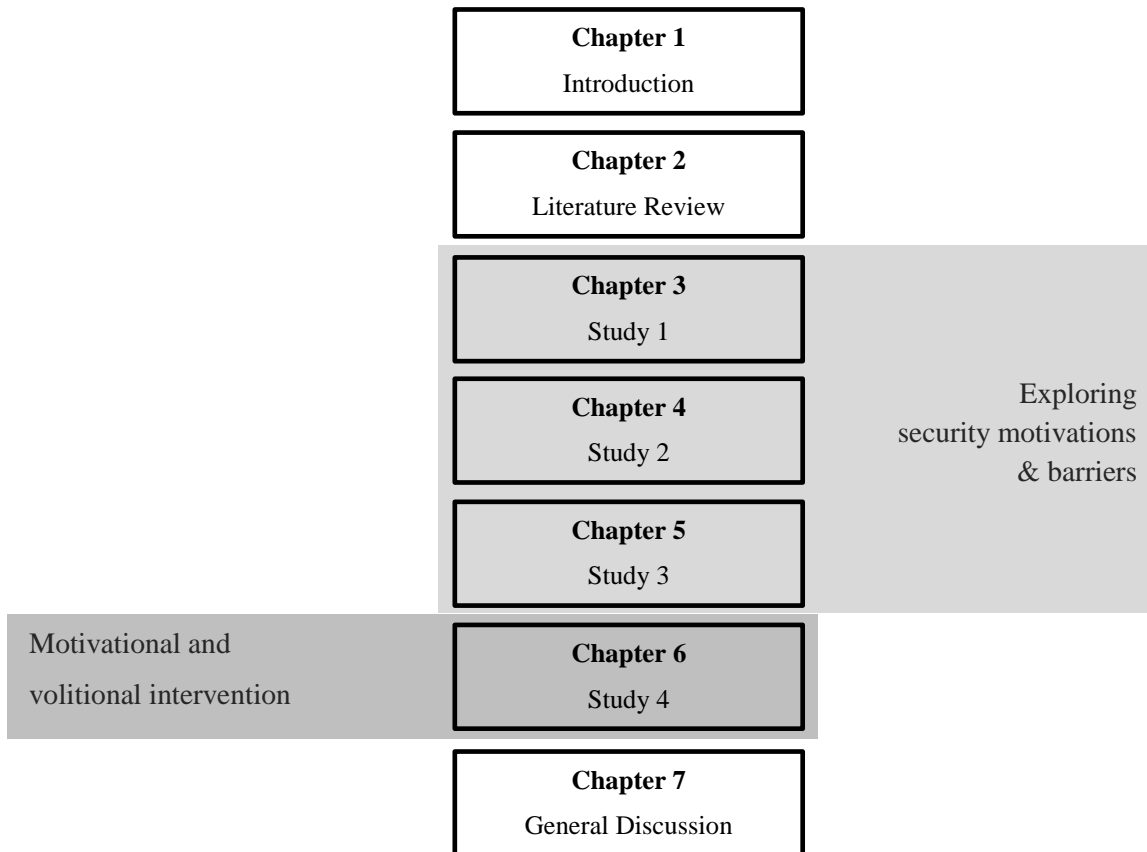 Chapter 1
Introduction
Chapter 2
Literature Review
Chapter 3
Study 1
Chapter 4
Study 2
Chapter 5
Study 3
Exploring
security motivations
& barriers
Motivational and
volitional intervention
Chapter 6
Study 4
Chapter 7
General Discussion